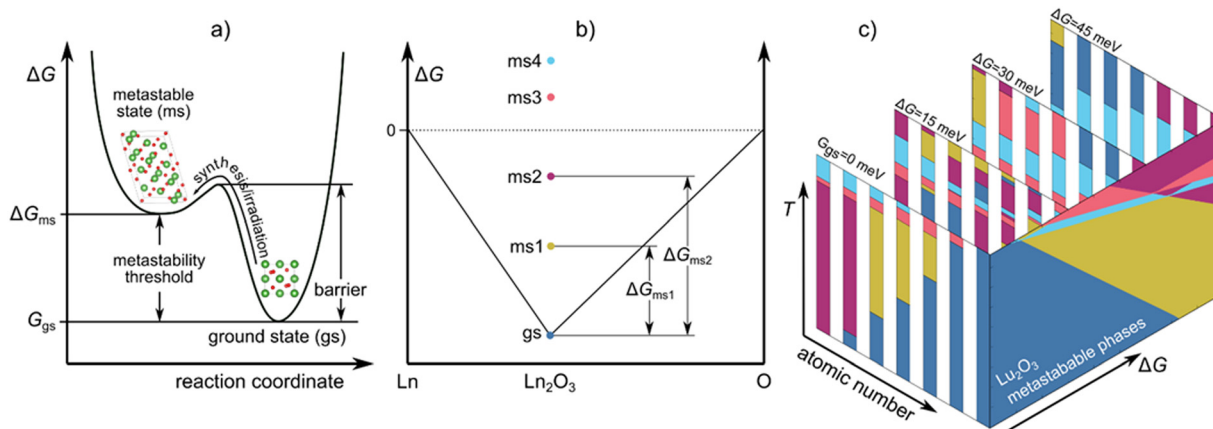 a)
ΔG
metastable
state (ms)
synthesis/irradiation
ΔGms
metastability
threshold
barrier
Ggs
ground state (gs)
reaction coordinate
b)
ΔG
ms4
ms3
0
ms2
ms1
ΔGms2
ΔGms1
gs
Ln
Ln2O3
O
c)
ΔG=45 meV
ΔG=30 meV
ΔG=15 meV
Ggs=0 meV
T
atomic number
Lu2O3
metastabable phases
ΔG